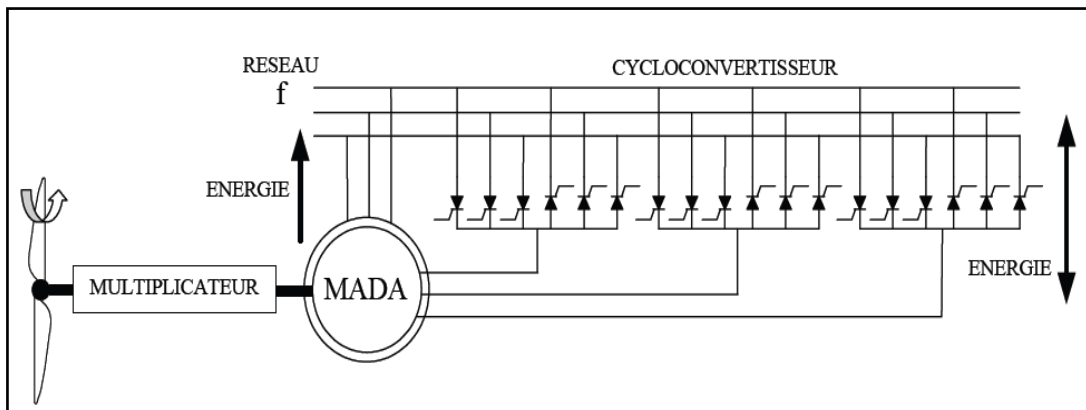 RESEAU
f
CYCLOCONVERTISSEUR
ENERGIE
ENERGIE
MULTIPLICATEUR
MADA